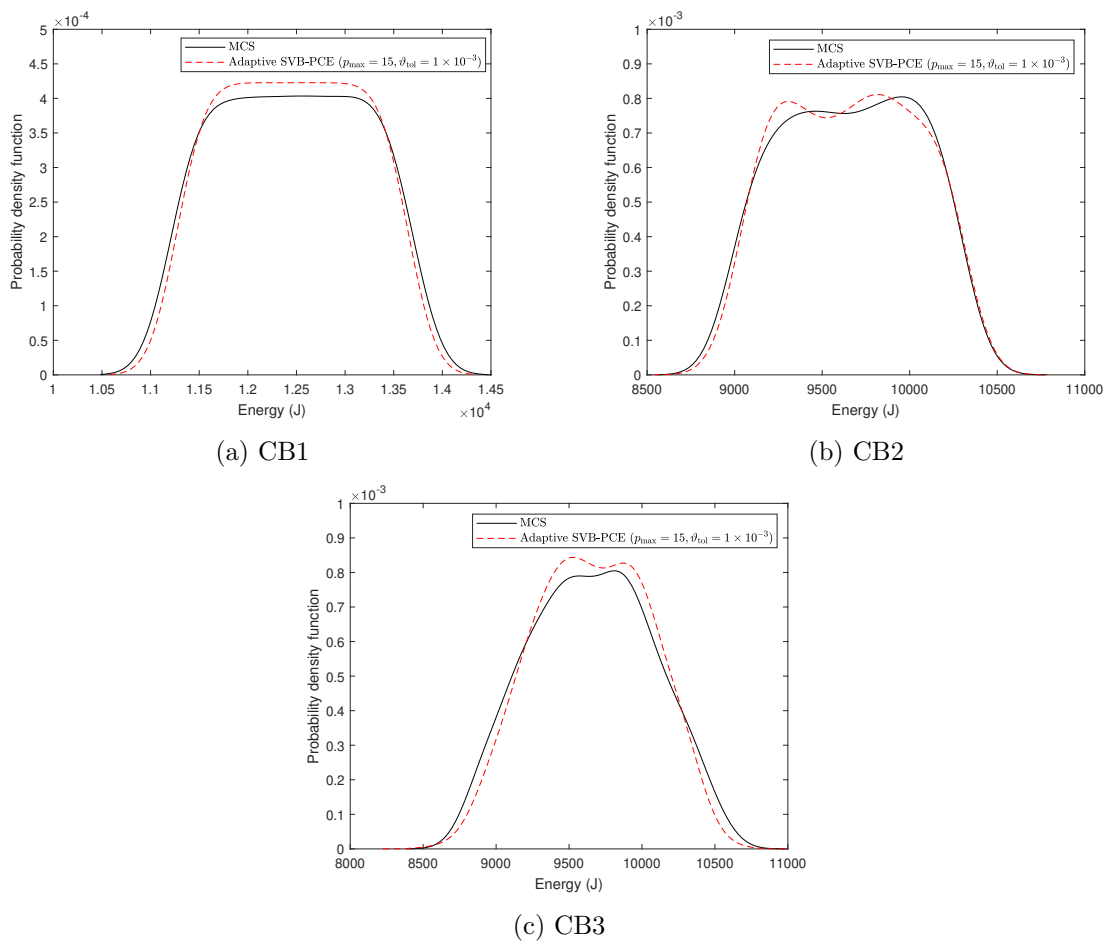 ×10⁻⁴
5
4.5
4
3.5
3
2.5
2
1.5
1
0.5
0
Probability density function
MCS
Adaptive SVB-PCE (p_max = 15, ϑ_tol = 1 × 10⁻³)
1 1.05 1.1 1.15 1.2 1.25 1.3 1.35 1.4 1.45
×10⁴
Energy (J)
(a) CB1
×10⁻³
1
0.9
0.8
0.7
0.6
0.5
0.4
0.3
0.2
0.1
0
Probability density function
MCS
Adaptive SVB-PCE (p_max = 15, ϑ_tol = 1 × 10⁻³)
8500 9000 9500 10000 10500 11000
Energy (J)
(b) CB2
×10⁻³
1
0.9
0.8
0.7
0.6
0.5
0.4
0.3
0.2
0.1
0
Probability density function
MCS
Adaptive SVB-PCE (p_max = 15, ϑ_tol = 1 × 10⁻³)
8000 8500 9000 9500 10000 10500 11000
Energy (J)
(c) CB3